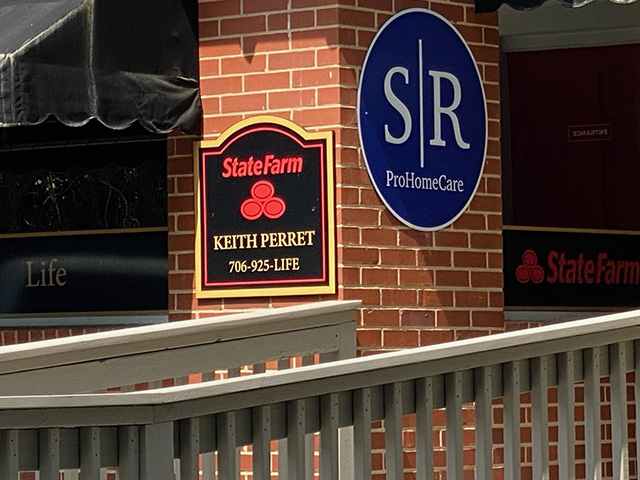 StateFarm
KEITH PERRET
706-925-LIFE
S|R
ProHomeCare
ENTRANCE
Life
StateFarm